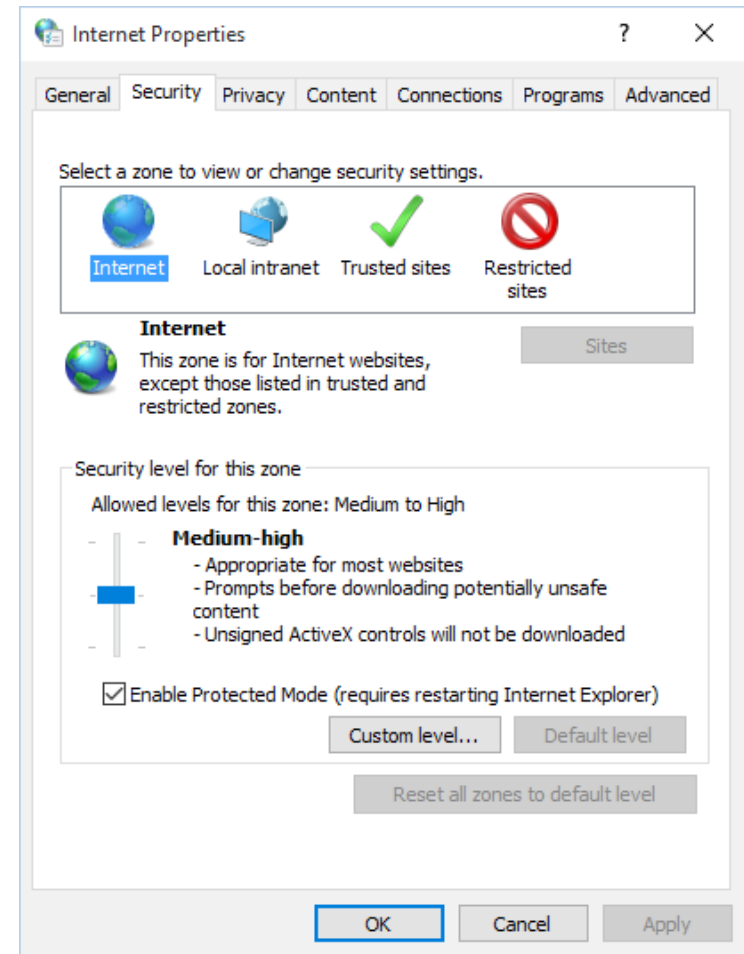 Internet Properties
?
General Security Privacy Content Connections Programs Advanced
Select a zone to view or change security settings.
Internet Local intranet Trusted sites Restricted
sites
Internet
Sites
This zone is for Internet websites,
except those listed in trusted and
restricted zones.
Security level for this zone
Allowed levels for this zone: Medium to High
Medium-high
- Appropriate for most websites
- Prompts before downloading potentially unsafe
content
- Unsigned ActiveX controls will not be downloaded
Enable Protected Mode (requires restarting Internet Explorer)
Custom level... Default level
Reset all zones to default level
OK Cancel Apply